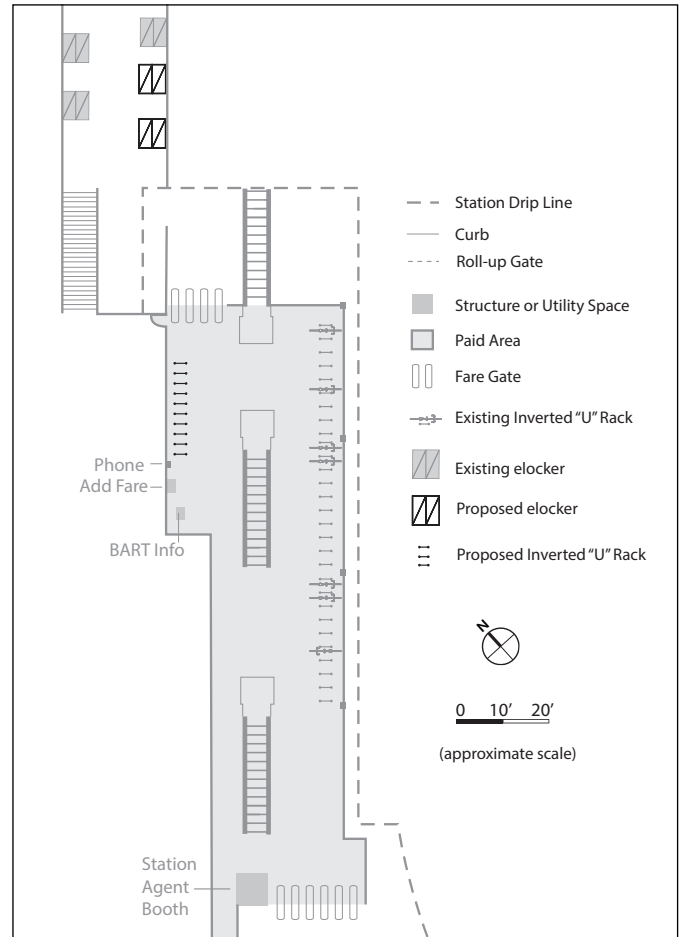 Station Drip Line
Curb
Roll-up Gate
Structure or Utility Space
Paid Area
Fare Gate
Existing Inverted “U” Rack
Existing elocker
Proposed elocker
Proposed Inverted “U” Rack
Phone
Add Fare
BART Info
N
0 10’ 20’
(approximate scale)
Station
Agent
Booth